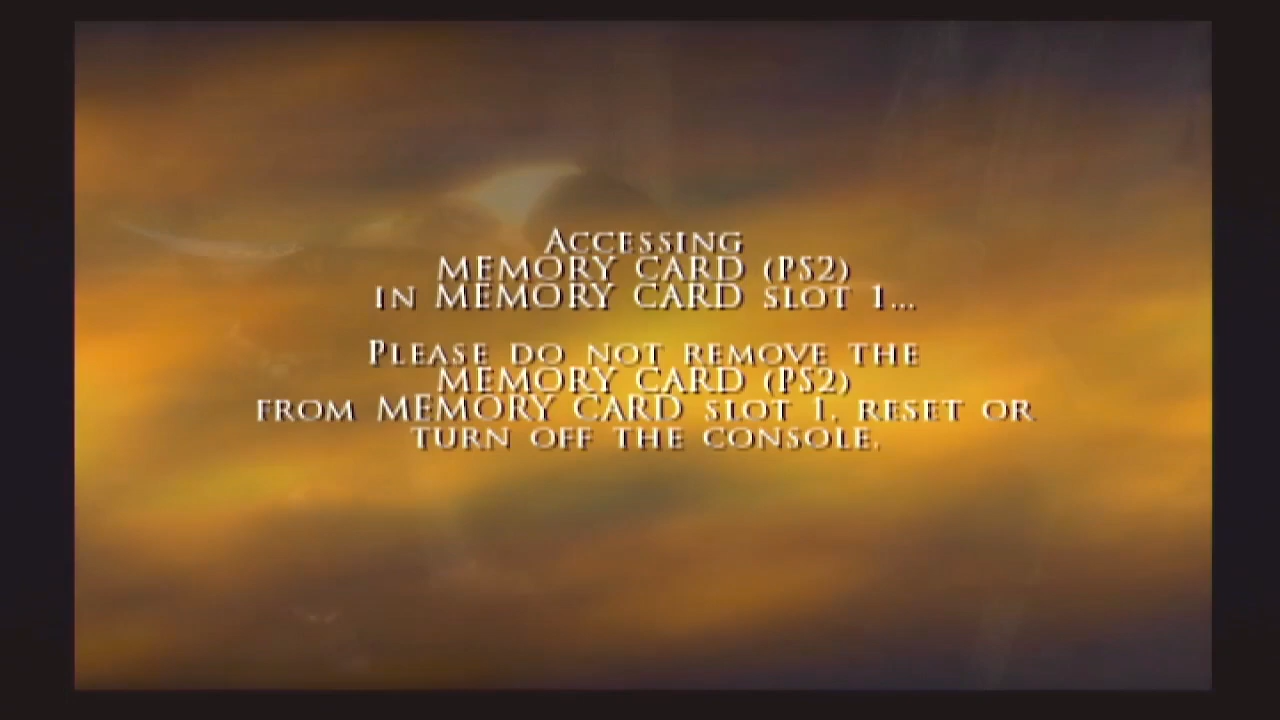 Accessing
MEMORY CARD (PS2)
in MEMORY CARD slot 1...
Please do not remove the
MEMORY CARD (PS2)
from MEMORY CARD slot 1, reset or
turn off the console.